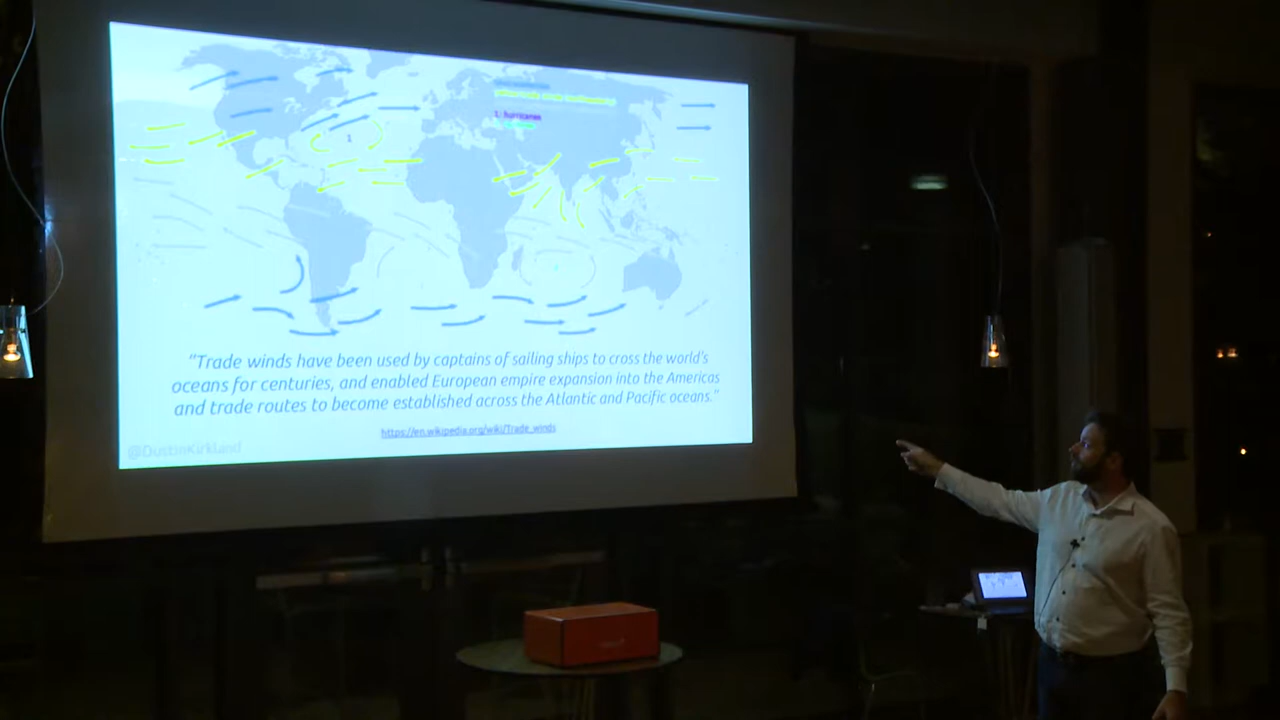 1: hurricanes
1
"Trade winds have been used by captains of sailing ships to cross the world's
oceans for centuries, and enabled European empire expansion into the Americas
and trade routes to become established across the Atlantic and Pacific oceans."
https://en.wikipedia.org/wiki/Trade_winds
@DustinKirkland